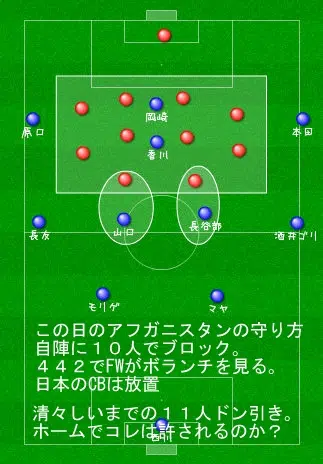 岡崎
原口
本田
香川
長友
山口
長谷部
酒井ゴリ
モリゲ
マヤ
この日のアフガニスタンの守り方
自陣に１０人でブロック。
４４２でFWがボランチを見る。
日本のCBは放置
清々しいまでの１１人ドン引き。
西川
ホームでコレは許されるのか？